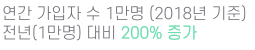 연간 가입자 수 1만명 (2018년 기준)
전년(1만명) 대비 200% 증가